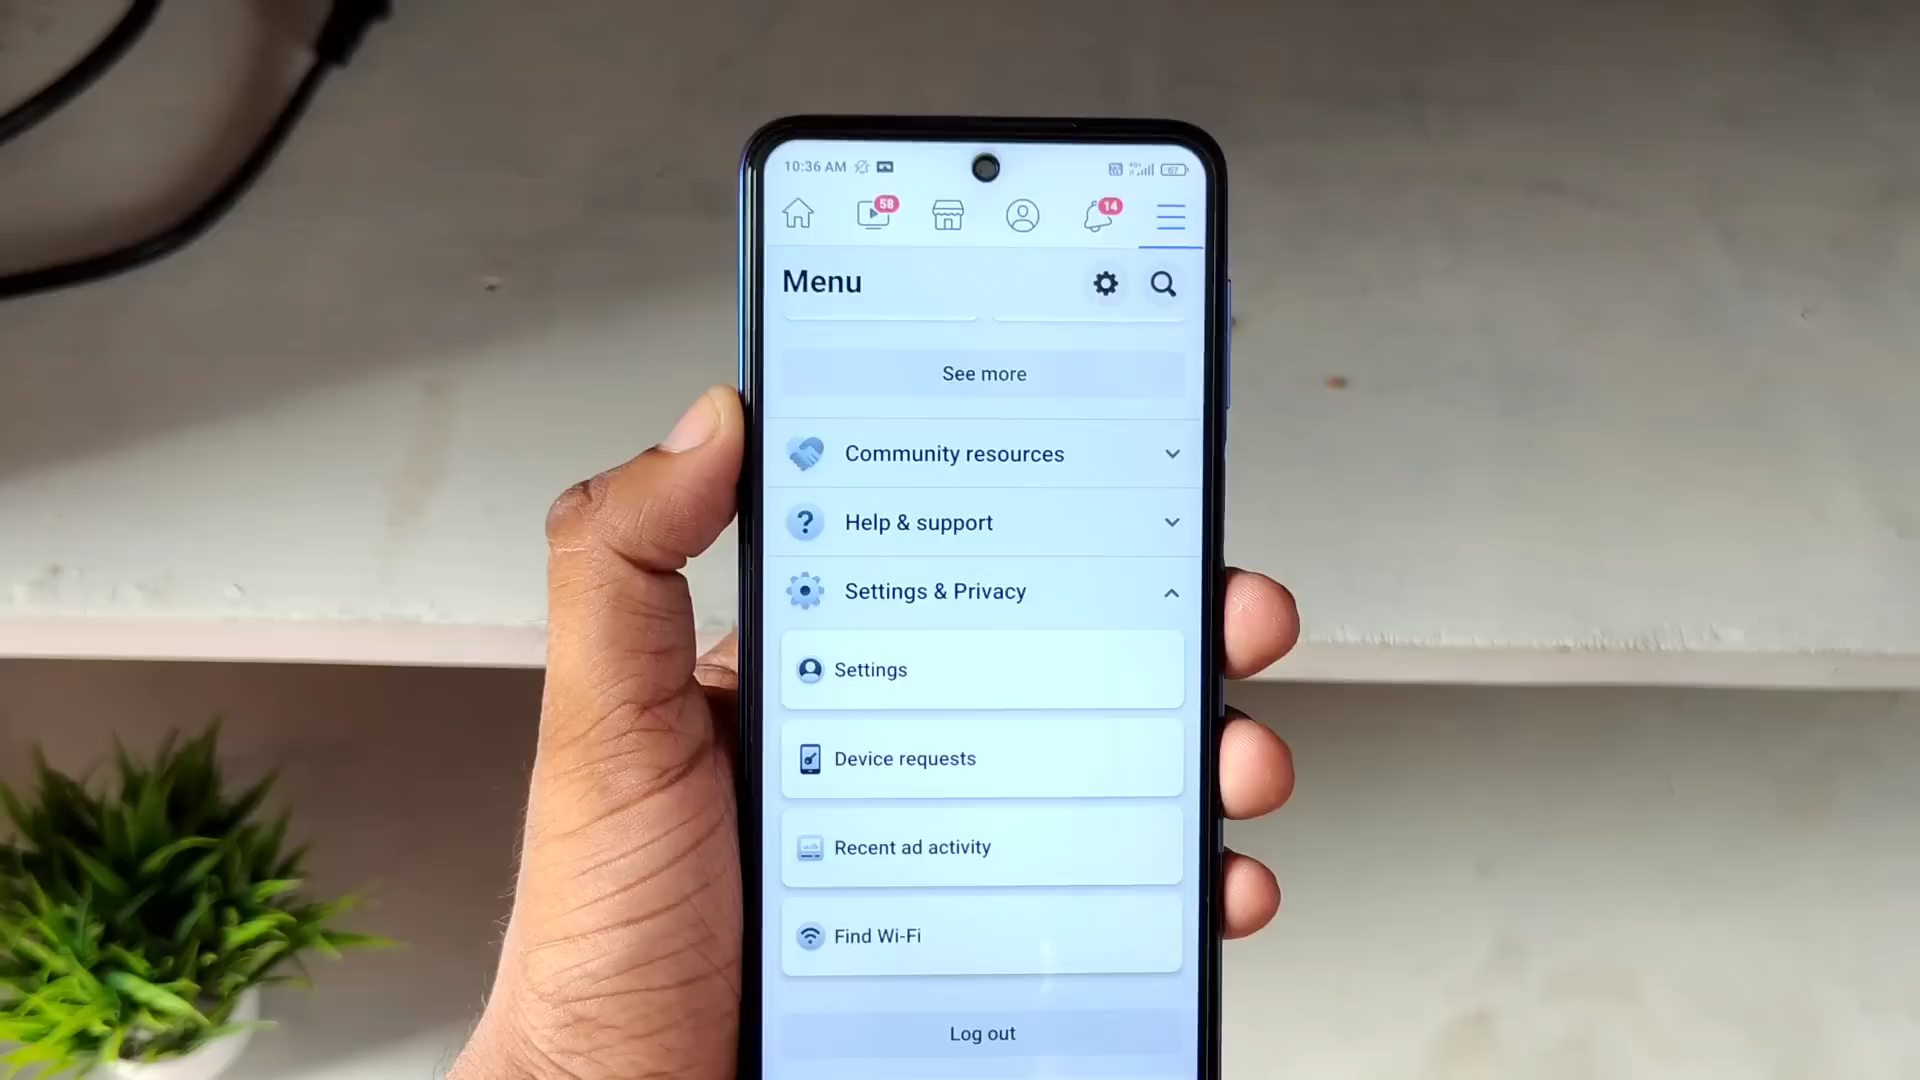 10:36 AM
67
58
14
Menu
See more
Community resources
Help & support
Settings & Privacy
Settings
Device requests
Recent ad activity
Find Wi-Fi
Log out